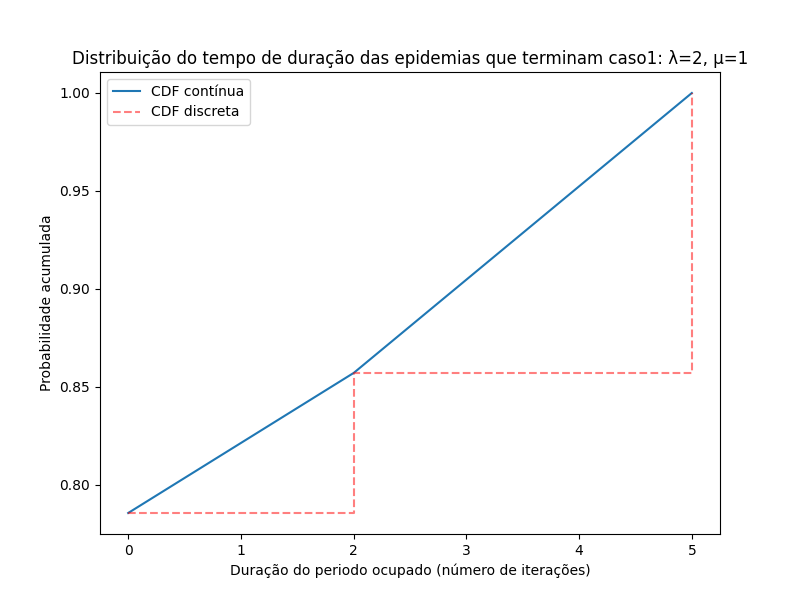 Distribuição do tempo de duração das epidemias que terminam caso1: λ=2, μ=1
CDF contínua
CDF discreta
1.00
0.95
0.90
0.85
0.80
Probabilidade acumulada
0 1 2 3 4 5
Duração do periodo ocupado (número de iterações)